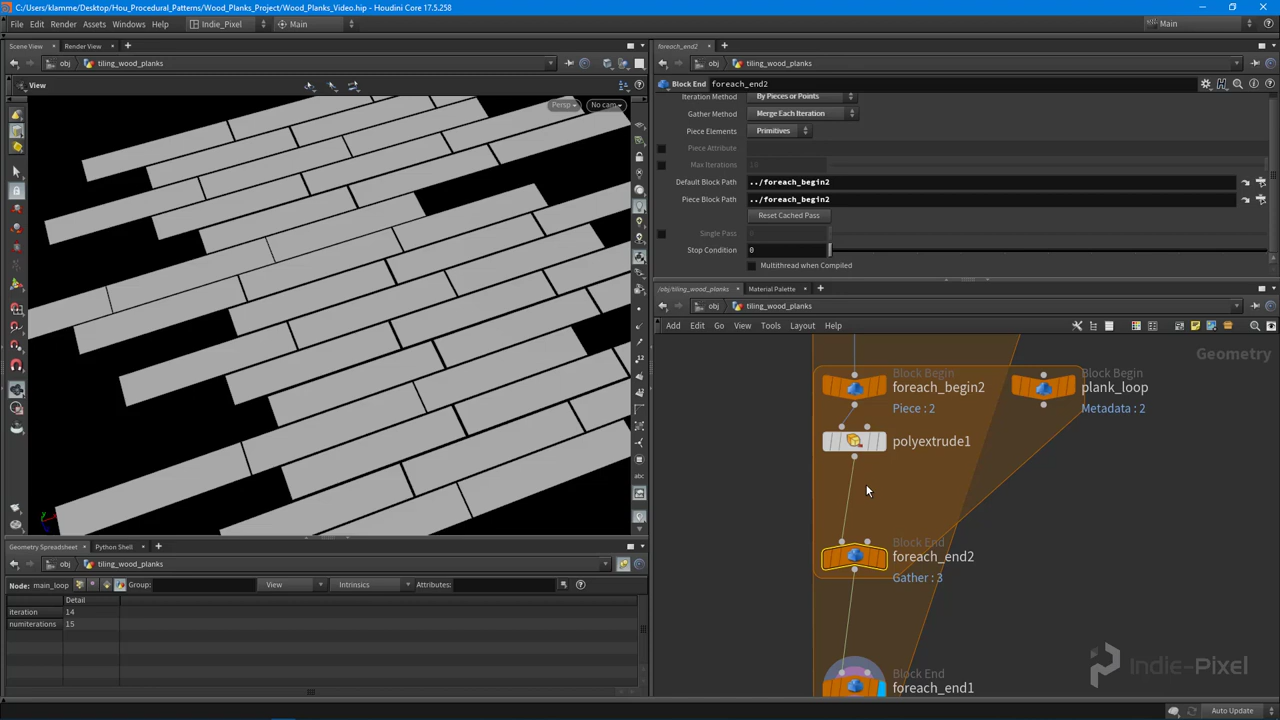 C:/Users/klamme/Desktop/Hou_Procedural_Patterns/Wood_Planks_Project/Wood_Planks_Video.hip - Houdini Core 17.5.258
File Edit Render Assets Windows Help Indie_Pixel Main Main
Scene View Render View
obj tiling_wood_planks
View
Persp No cam
foreach_end2
obj tiling_wood_planks
Block End foreach_end2
Iteration Method By Pieces or Points
Gather Method Merge Each Iteration
Piece Elements Primitives
Piece Attribute
Max Iterations 10
Default Block Path ../foreach_begin2
Piece Block Path ../foreach_begin2
Reset Cached Pass
Single Pass 0
Stop Condition 0
Multithread when Compiled
/obj/tiling_wood_planks Material Palette
obj tiling_wood_planks
Add Edit Go View Tools Layout Help
Geometry
Block Begin
foreach_begin2
Piece : 2
Block Begin
plank_loop
Metadata : 2
polyextrude1
Block End
foreach_end2
Gather : 3
Block End
foreach_end1
Indie-Pixel
Geometry Spreadsheet Python Shell
obj tiling_wood_planks
Node: main_loop Group: View Intrinsics Attributes:
Detail
iteration 14
numiterations 15
abc
Auto Update